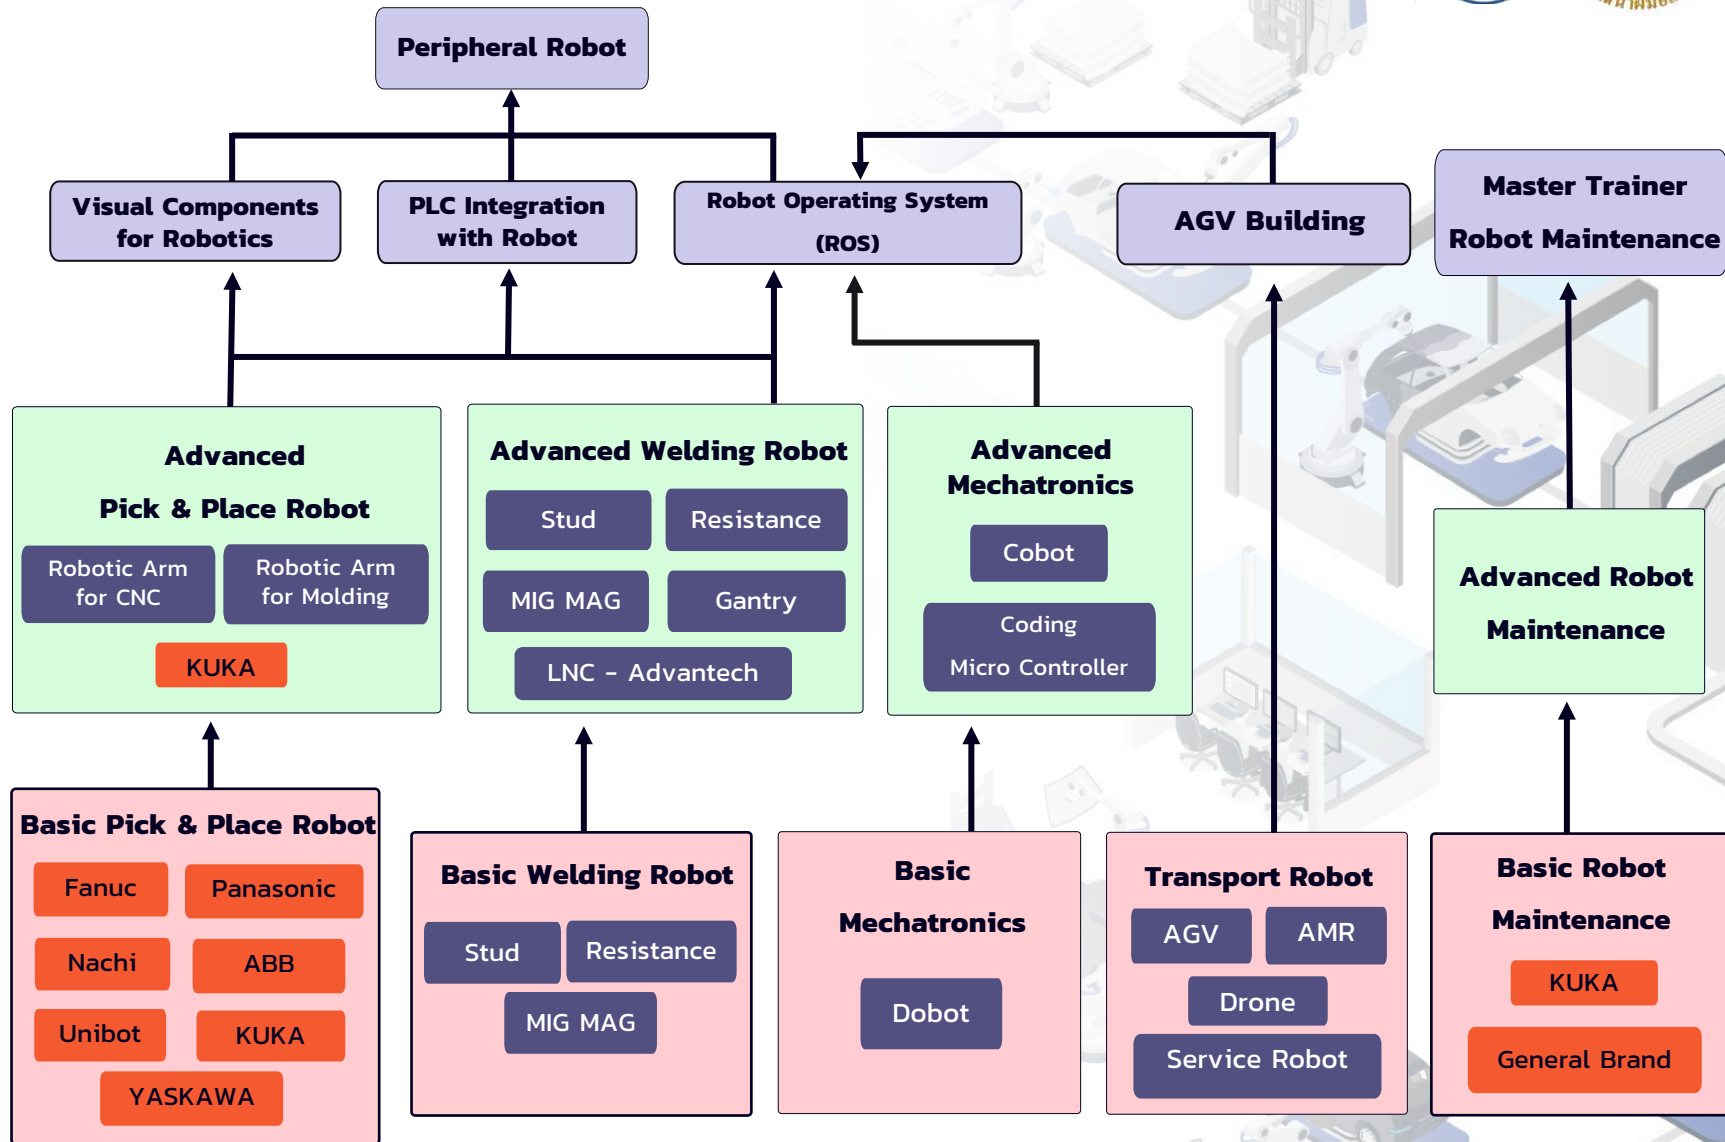 Peripheral Robot
Visual Components
for Robotics
PLC Integration
with Robot
Robot Operating System
(ROS)
AGV Building
Master Trainer
Robot Maintenance
Advanced
Pick & Place Robot
Robotic Arm
for CNC
Robotic Arm
for Molding
KUKA
Advanced Welding Robot
Stud
Resistance
MIG MAG
Gantry
LNC - Advantech
Advanced
Mechatronics
Cobot
Coding
Micro Controller
Advanced Robot
Maintenance
Basic Pick & Place Robot
Fanuc
Panasonic
Nachi
ABB
Unibot
KUKA
YASKAWA
Basic Welding Robot
Stud
Resistance
MIG MAG
Basic
Mechatronics
Dobot
Transport Robot
AGV
AMR
Drone
Service Robot
Basic Robot
Maintenance
KUKA
General Brand